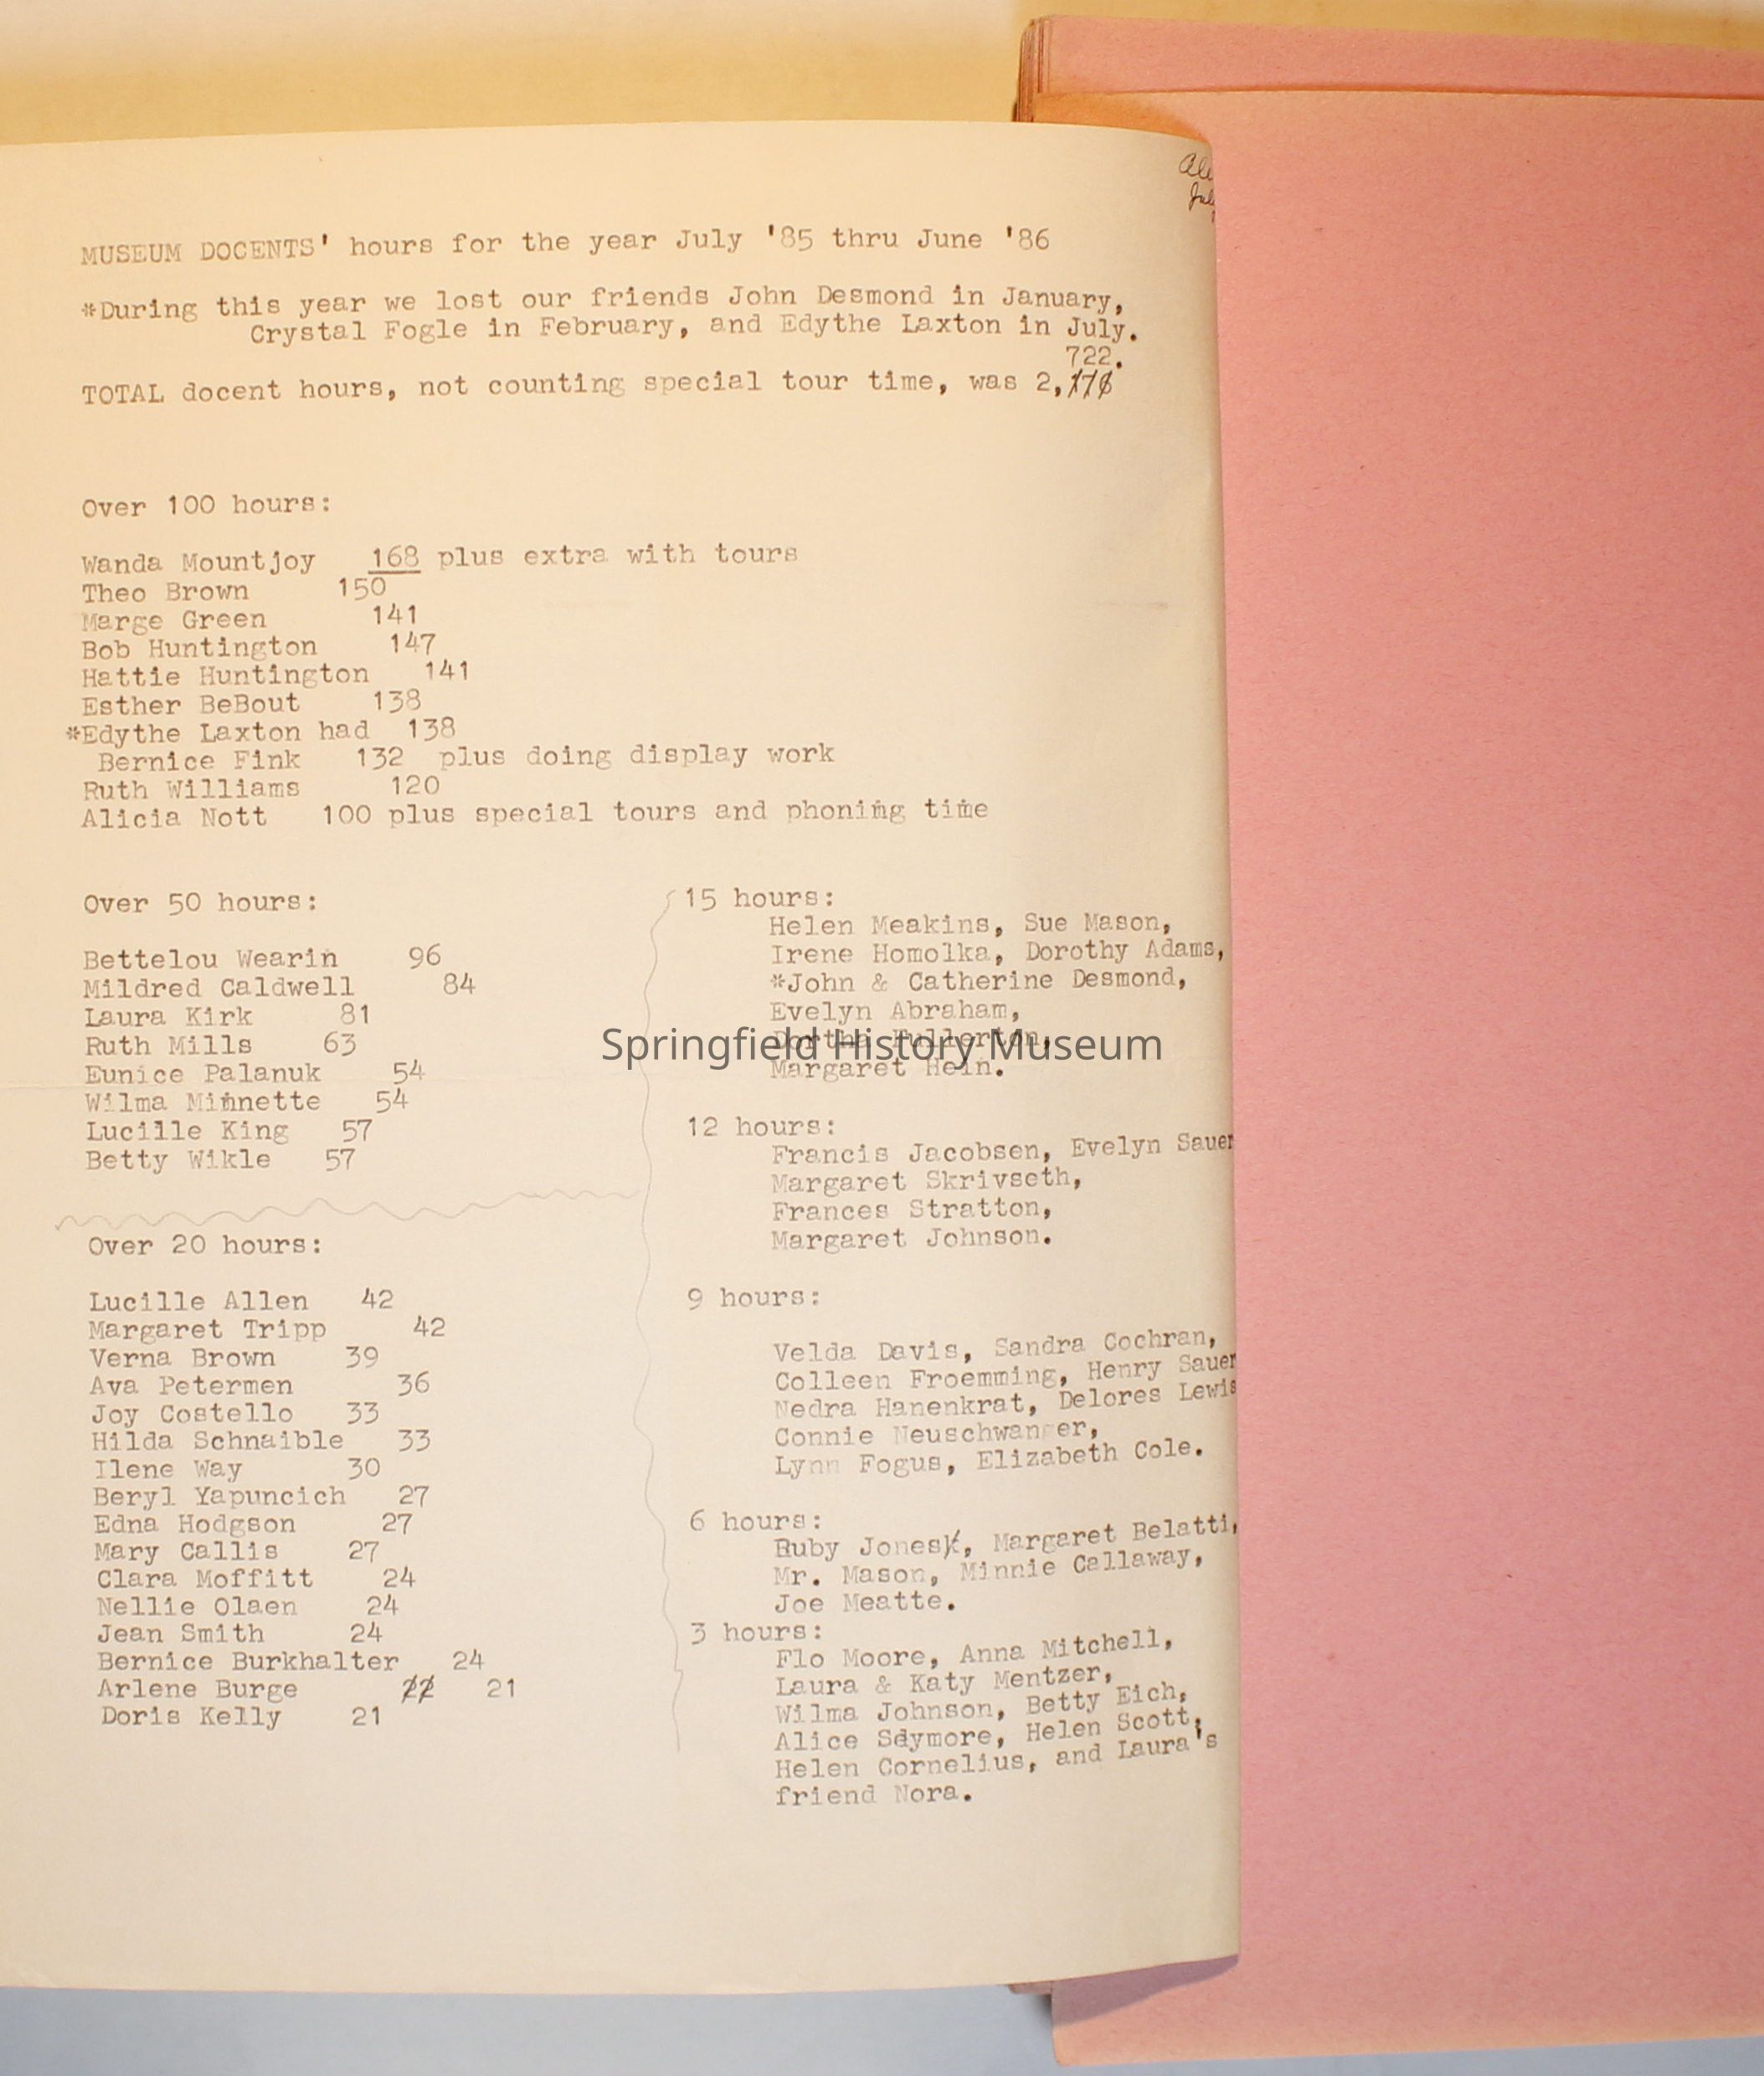 MUSEUM DOCENTS' hours for the year July '85 thru June '86
*During this year we lost our friends John Desmond in January,
Crystal Fogle in February, and Edythe Laxton in July.
722.
TOTAL docent hours, not counting special tour time, was 2,
Over 100 hours:
Wanda Mountjoy 168 plus extra with tours
Theo Brown 150
Marge Green 141
Bob Huntington 147
Hattie Huntington 141
Esther BeBout 138
*Edythe Laxton had 138
Bernice Fink 132 plus doing display work
Ruth Williams 120
Alicia Nott 100 plus special tours and phoning time
Over 50 hours:
Bettelou Wearin 96
Mildred Caldwell 84
Laura Kirk 81
Ruth Mills 63
Eunice Palanuk 54
Wilma Minnette 54
Lucille King 57
Betty Wikle 57
Over 20 hours:
Lucille Allen 42
Margaret Tripp 42
Verna Brown 39
Ava Petermen 36
Joy Costello 33
Hilda Schnaible 33
Ilene Way 30
Beryl Yapuncich 27
Edna Hodgson 27
Mary Callis 27
Clara Moffitt 24
Nellie Olaen 24
Jean Smith 24
Bernice Burkhalter 24
Arlene Burge 22 21
Doris Kelly 21
15 hours:
Helen Meakins, Sue Mason,
Irene Homolka, Dorothy Adams,
*John & Catherine Desmond,
Evelyn Abraham,
Dortha Fullerton,
Margaret Hein.
12 hours:
Francis Jacobsen, Evelyn Sauer
Margaret Skrivseth,
Frances Stratton,
Margaret Johnson.
9 hours:
Velda Davis, Sandra Cochran,
Colleen Froemming, Henry Sauer
Nedra Hanenkrat, Delores Lewis
Connie Neuschwanger,
Lynn Fogus, Elizabeth Cole.
6 hours:
Ruby Jones, Margaret Belatti,
Mr. Mason, Minnie Callaway,
Joe Meatte.
3 hours:
Flo Moore, Anna Mitchell,
Laura & Katy Mentzer,
Wilma Johnson, Betty Eich,
Alice Sdymore, Helen Scott,
Helen Cornelius, and Laura's
friend Nora.
Springfield History Museum